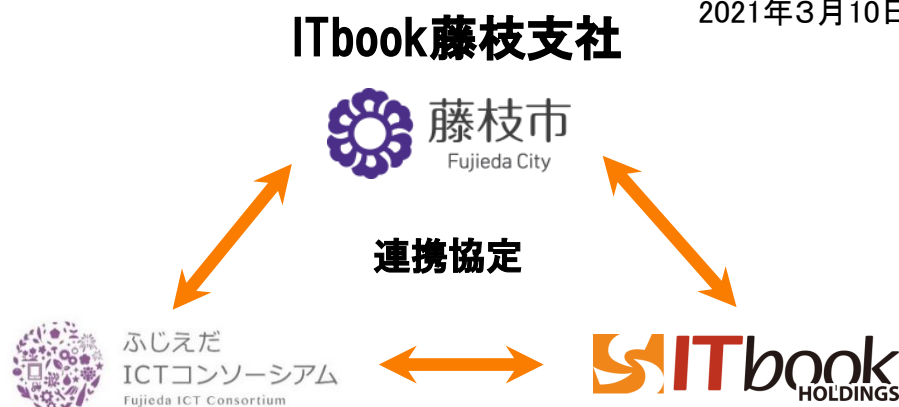 2021年3月10日
ITbook藤枝支社
藤枝市
Fujieda City
連携協定
ふじえだ
ICTコンソーシアム
Fujieda ICT Consortium
ITbook
HOLDINGS